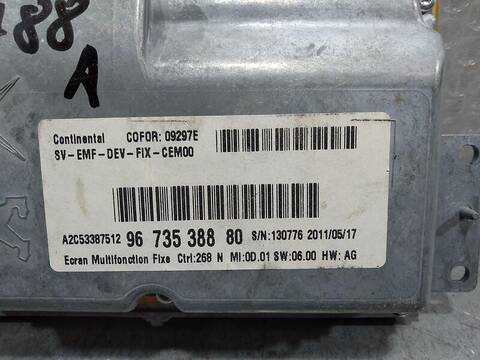 188
A
Continental COFOR: 09297E
SV-EMF-DEV-FIX-CEM00
A2C53387512 96 735 388 80 S/N:130776 2011/05/17
Ecran Multifonction Fixe Ctrl:268 N MI:0D.01 SW:06.00 HW: AG